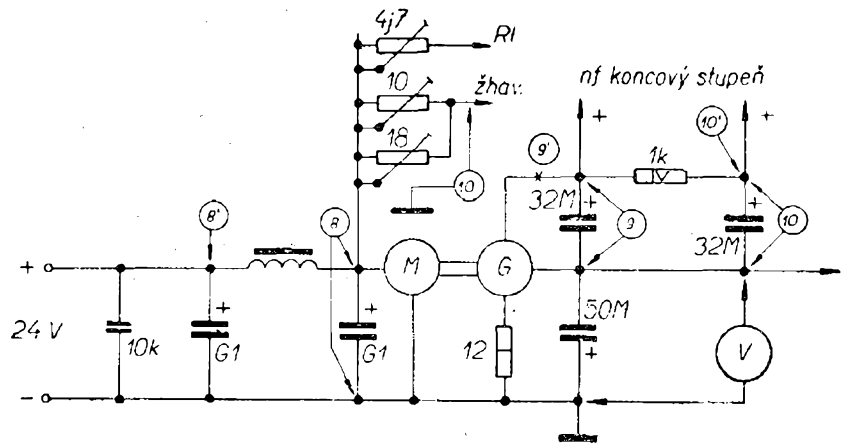 4j7
Rl
10
žhav.
18
10
nf koncový stupeň
+
+
10'
9'
1k
32M
+
9
32M
+
10
8'
8
M
G
+
24 V
-
10k
+
G1
+
G1
12
50M
+
V